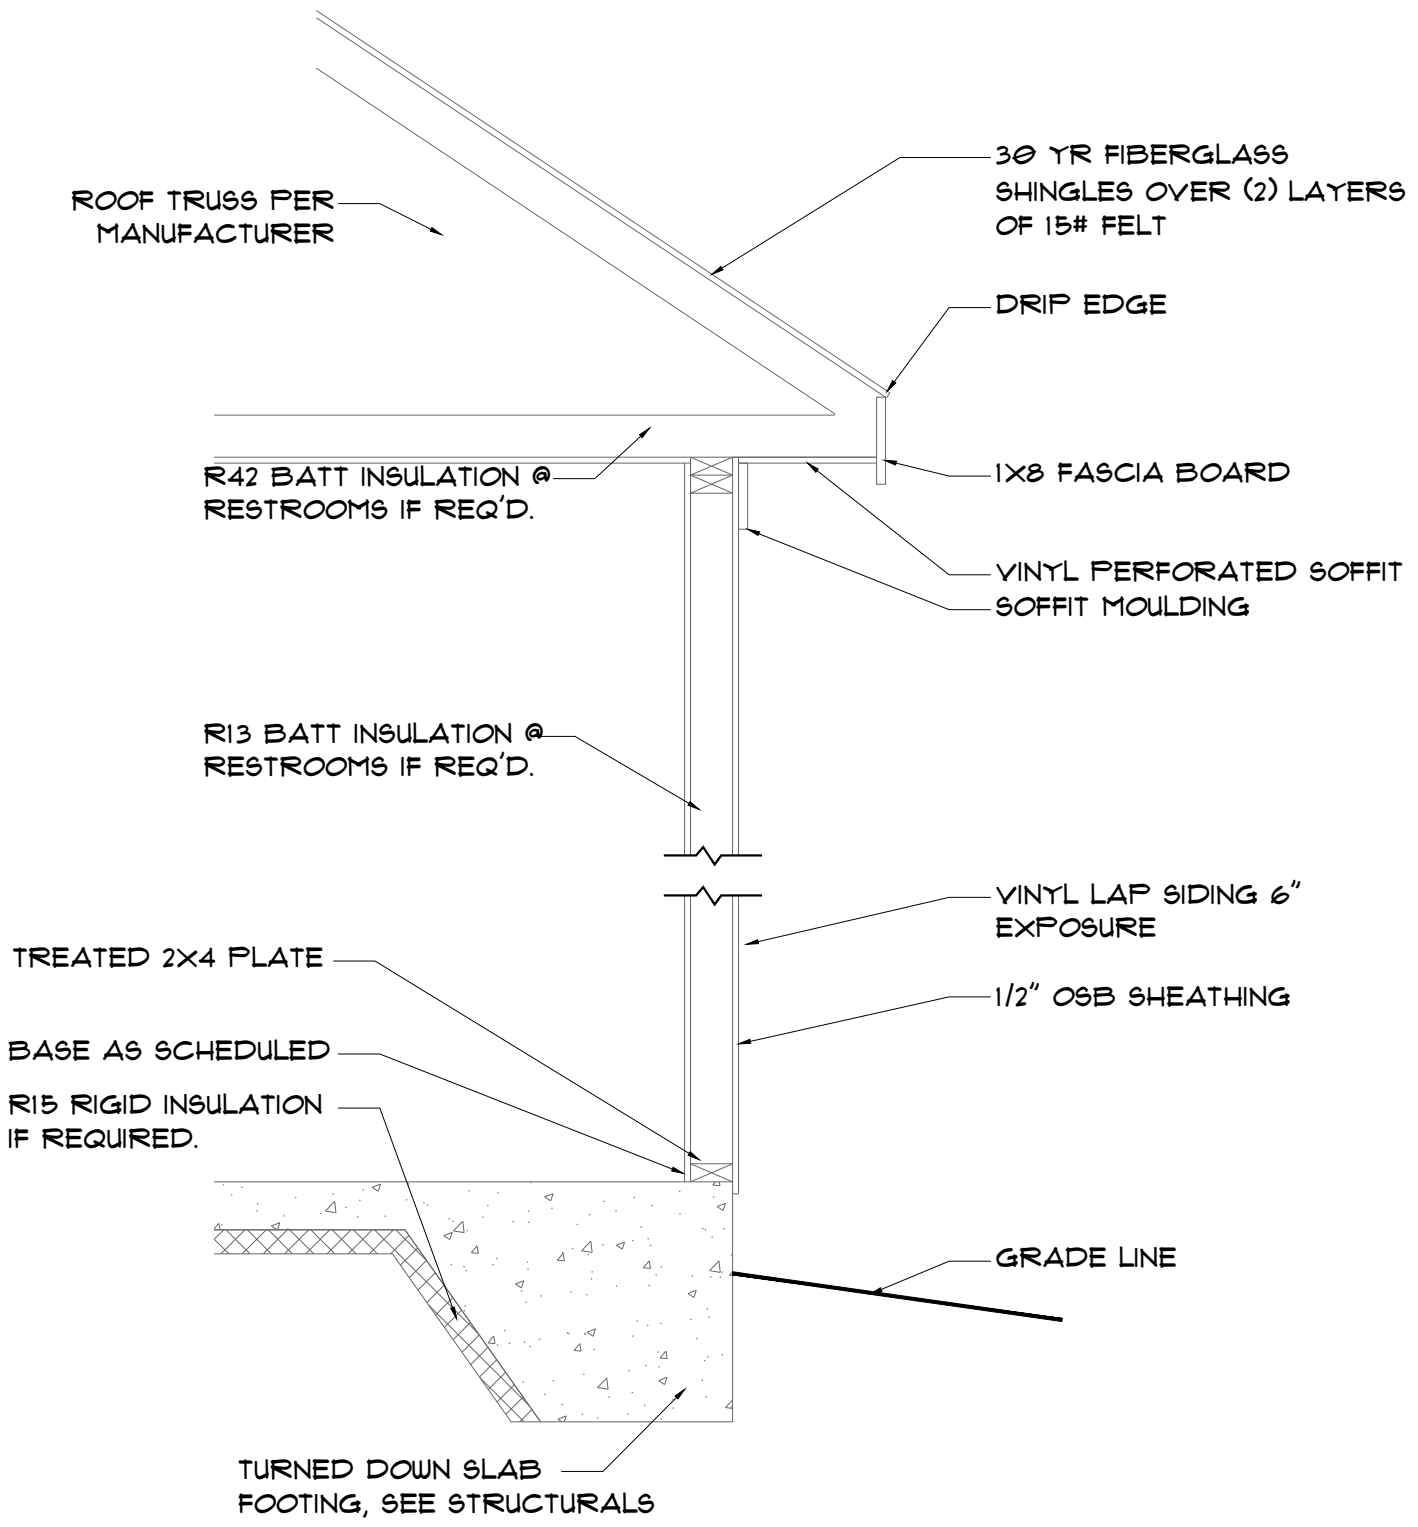 30 YR FIBERGLASS
SHINGLES OVER (2) LAYERS
OF 15# FELT
ROOF TRUSS PER
MANUFACTURER
DRIP EDGE
R42 BATT INSULATION @
RESTROOMS IF REQ'D.
1X8 FASCIA BOARD
VINYL PERFORATED SOFFIT
SOFFIT MOULDING
R13 BATT INSULATION @
RESTROOMS IF REQ'D.
VINYL LAP SIDING 6"
EXPOSURE
TREATED 2X4 PLATE
1/2" OSB SHEATHING
BASE AS SCHEDULED
R15 RIGID INSULATION
IF REQUIRED.
GRADE LINE
TURNED DOWN SLAB
FOOTING, SEE STRUCTURALS